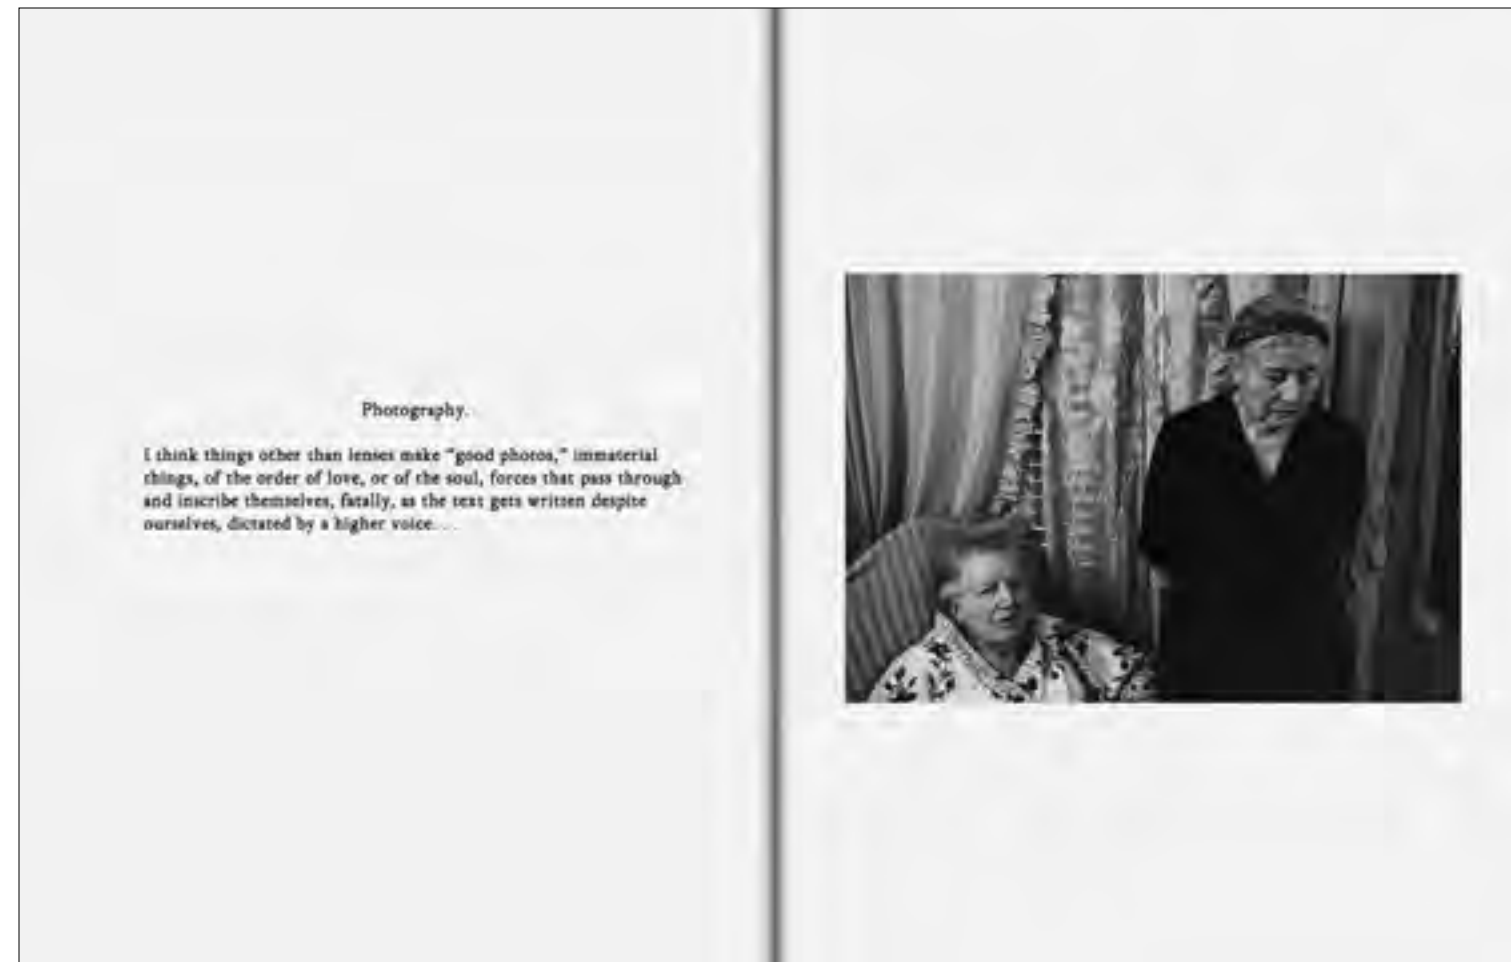 Photography.
I think things other than lenses make “good photos,” immaterial
things, of the order of love, or of the soul, forces that pass through
and inscribe themselves, fatally, as the text gets written despite
ourselves, dictated by a higher voice. . . .